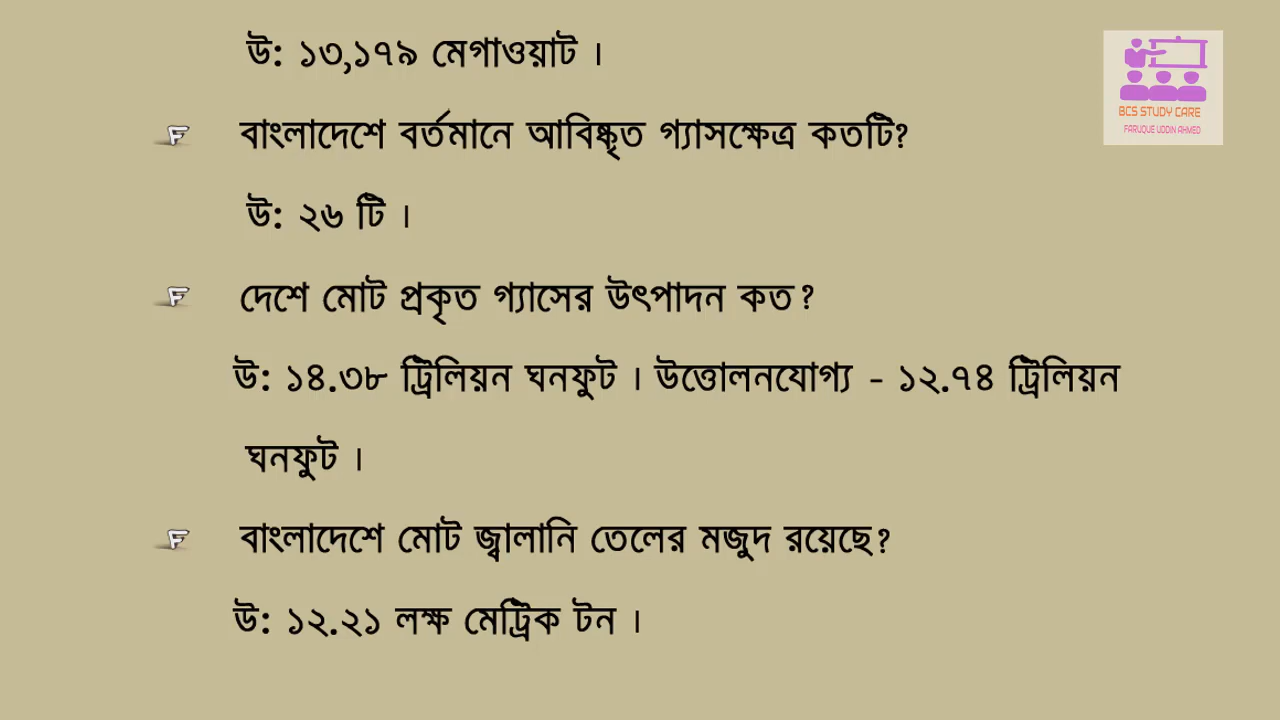 উ: ১৩,১৭৯ মেগাওয়াট ।
BCS STUDY CARE
FARUQUE UDDIN AHMED
বাংলাদেশে বর্তমানে আবিষ্কৃত গ্যাসক্ষেত্র কতটি?
উ: ২৬ টি ।
দেশে মোট প্রকৃত গ্যাসের উৎপাদন কত?
উ: ১৪.৩৮ ট্রিলিয়ন ঘনফুট । উত্তোলনযোগ্য - ১২.৭৪ ট্রিলিয়ন
ঘনফুট ।
বাংলাদেশে মোট জ্বালানি তেলের মজুদ রয়েছে?
উ: ১২.২১ লক্ষ মেট্রিক টন ।